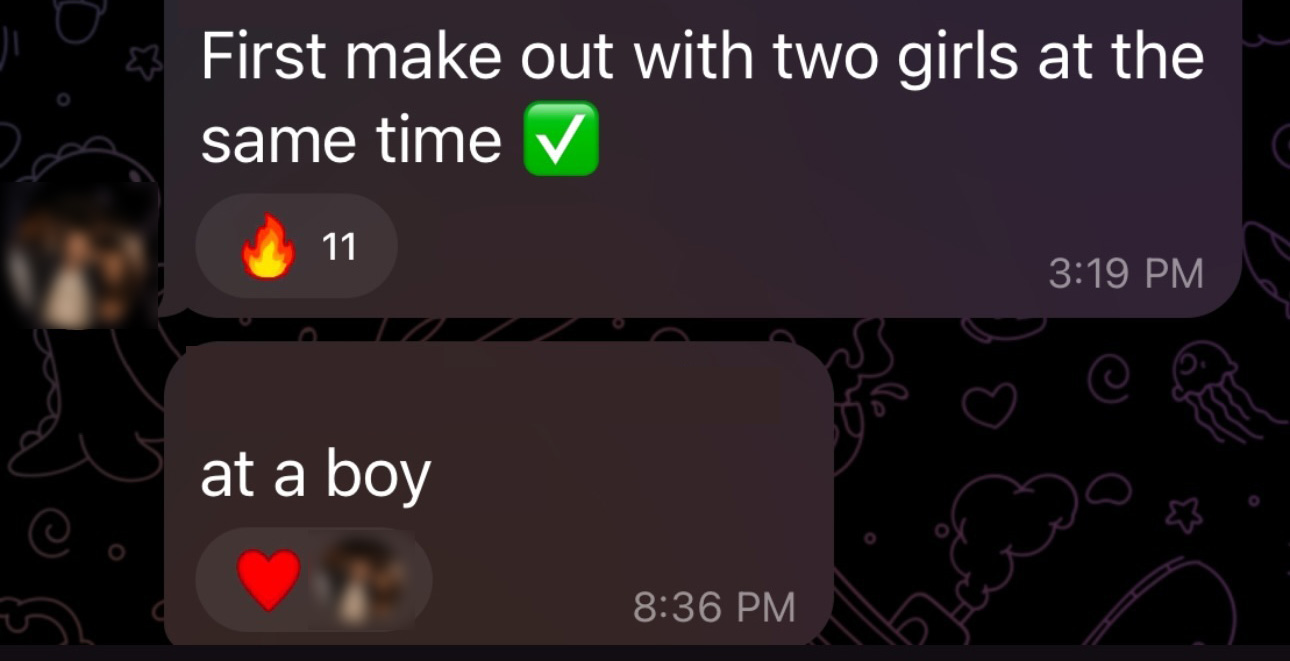 First make out with two girls at the
same time ✅
🔥 11
3:19 PM
at a boy
❤️
8:36 PM